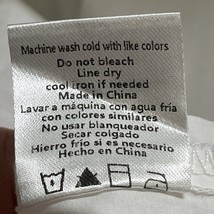 Machine wash cold with like colors
Do not bleach
Line dry
cool iron if needed
Made in China
Lavar a máquina con agua fría
con colores similares
No usar blanqueador
Secar colgado
Hierro frío si es necesario
Hecho en China